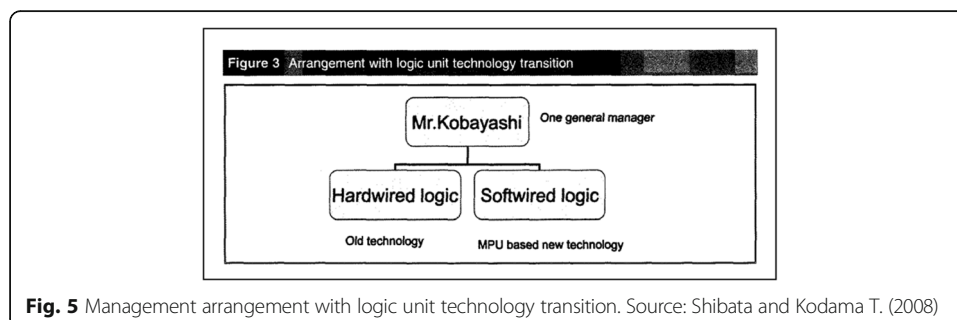 Figure 3 Arrangement with logic unit technology transition
Mr.Kobayashi
One general manager
Hardwired logic
Softwired logic
Old technology
MPU based new technology
Fig. 5 Management arrangement with logic unit technology transition. Source: Shibata and Kodama T. (2008)